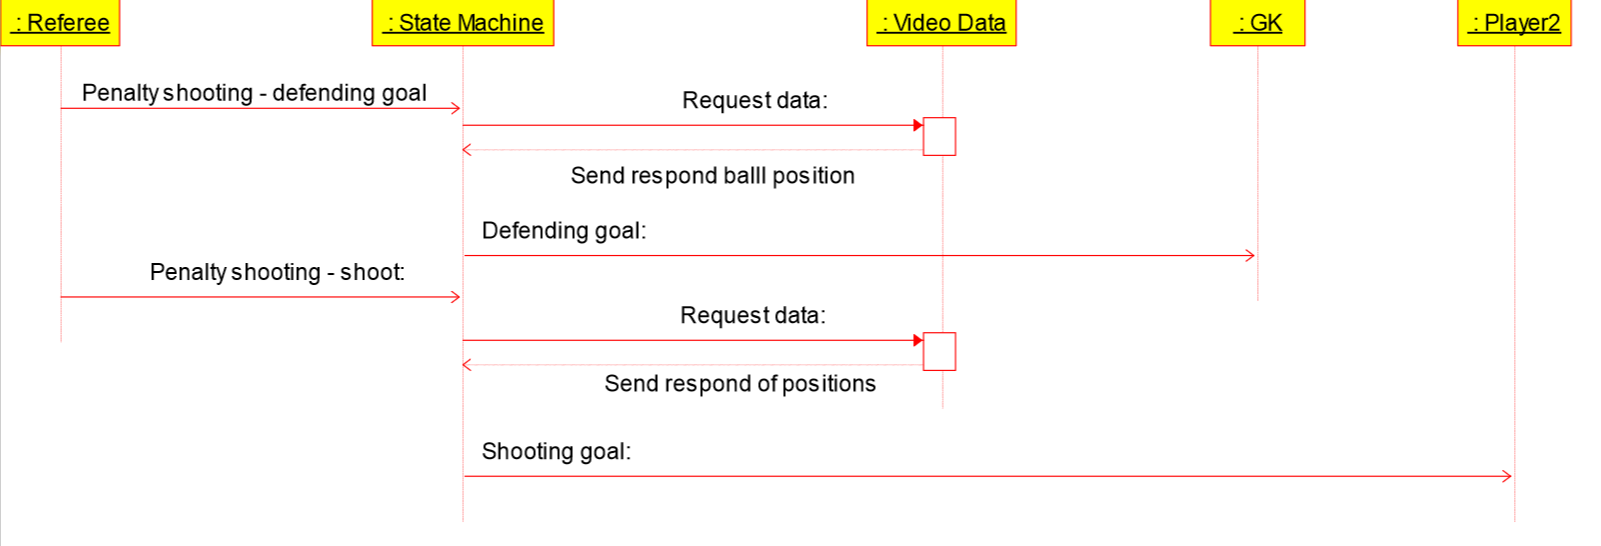 : Referee
: State Machine
: Video Data
: GK
: Player2
Penalty shooting - defending goal
Request data:
Send respond balll position
Defending goal:
Penalty shooting - shoot:
Request data:
Send respond of positions
Shooting goal: